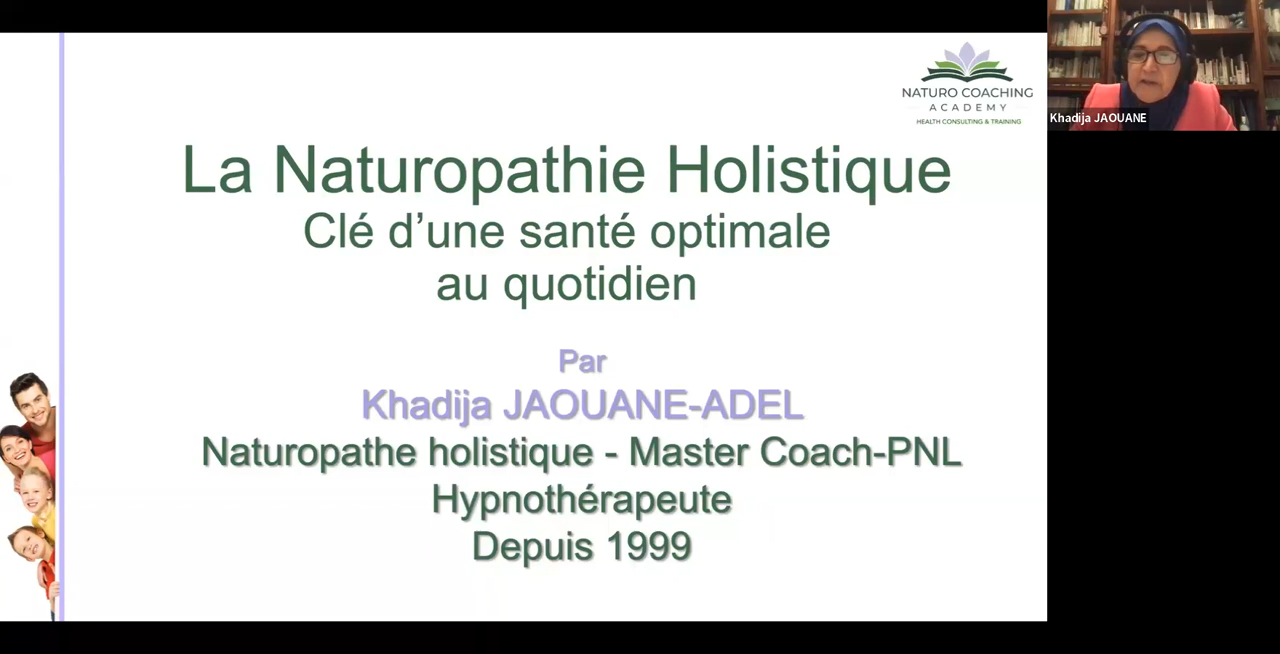 NATURO COACHING
ACADEMY
HEALTH CONSULTING & TRAINING
Khadija JAOUANE
La Naturopathie Holistique
Clé d’une santé optimale
au quotidien
Par
Khadija JAOUANE-ADEL
Naturopathe holistique - Master Coach-PNL
Hypnothérapeute
Depuis 1999